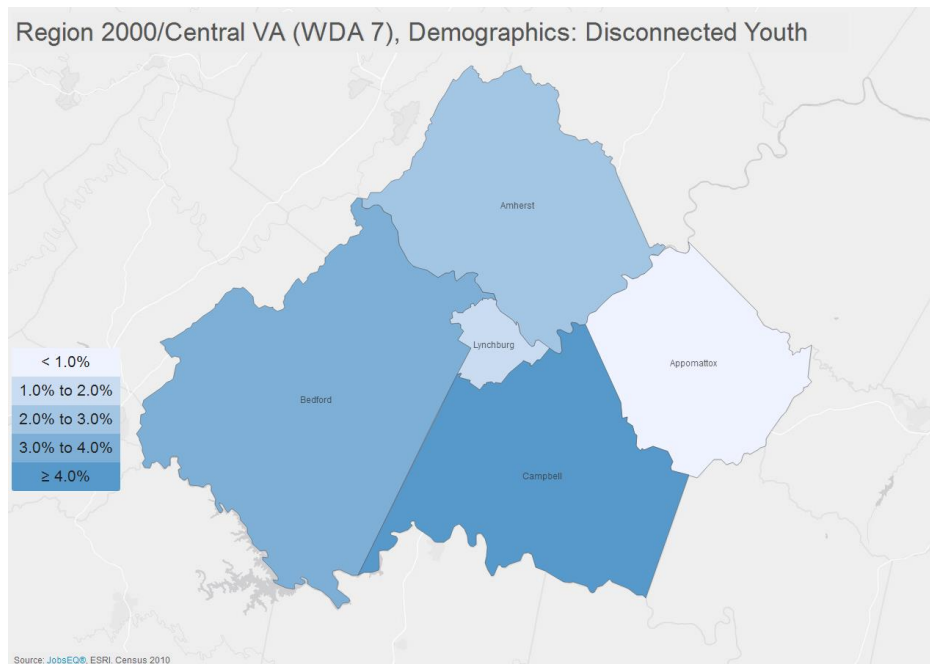 Region 2000/Central VA (WDA 7), Demographics: Disconnected Youth
Amherst
Lynchburg
Appomattox
Bedford
Campbell
< 1.0%
1.0% to 2.0%
2.0% to 3.0%
3.0% to 4.0%
≥ 4.0%
Source: JobsEQ®, ESRI, Census 2010